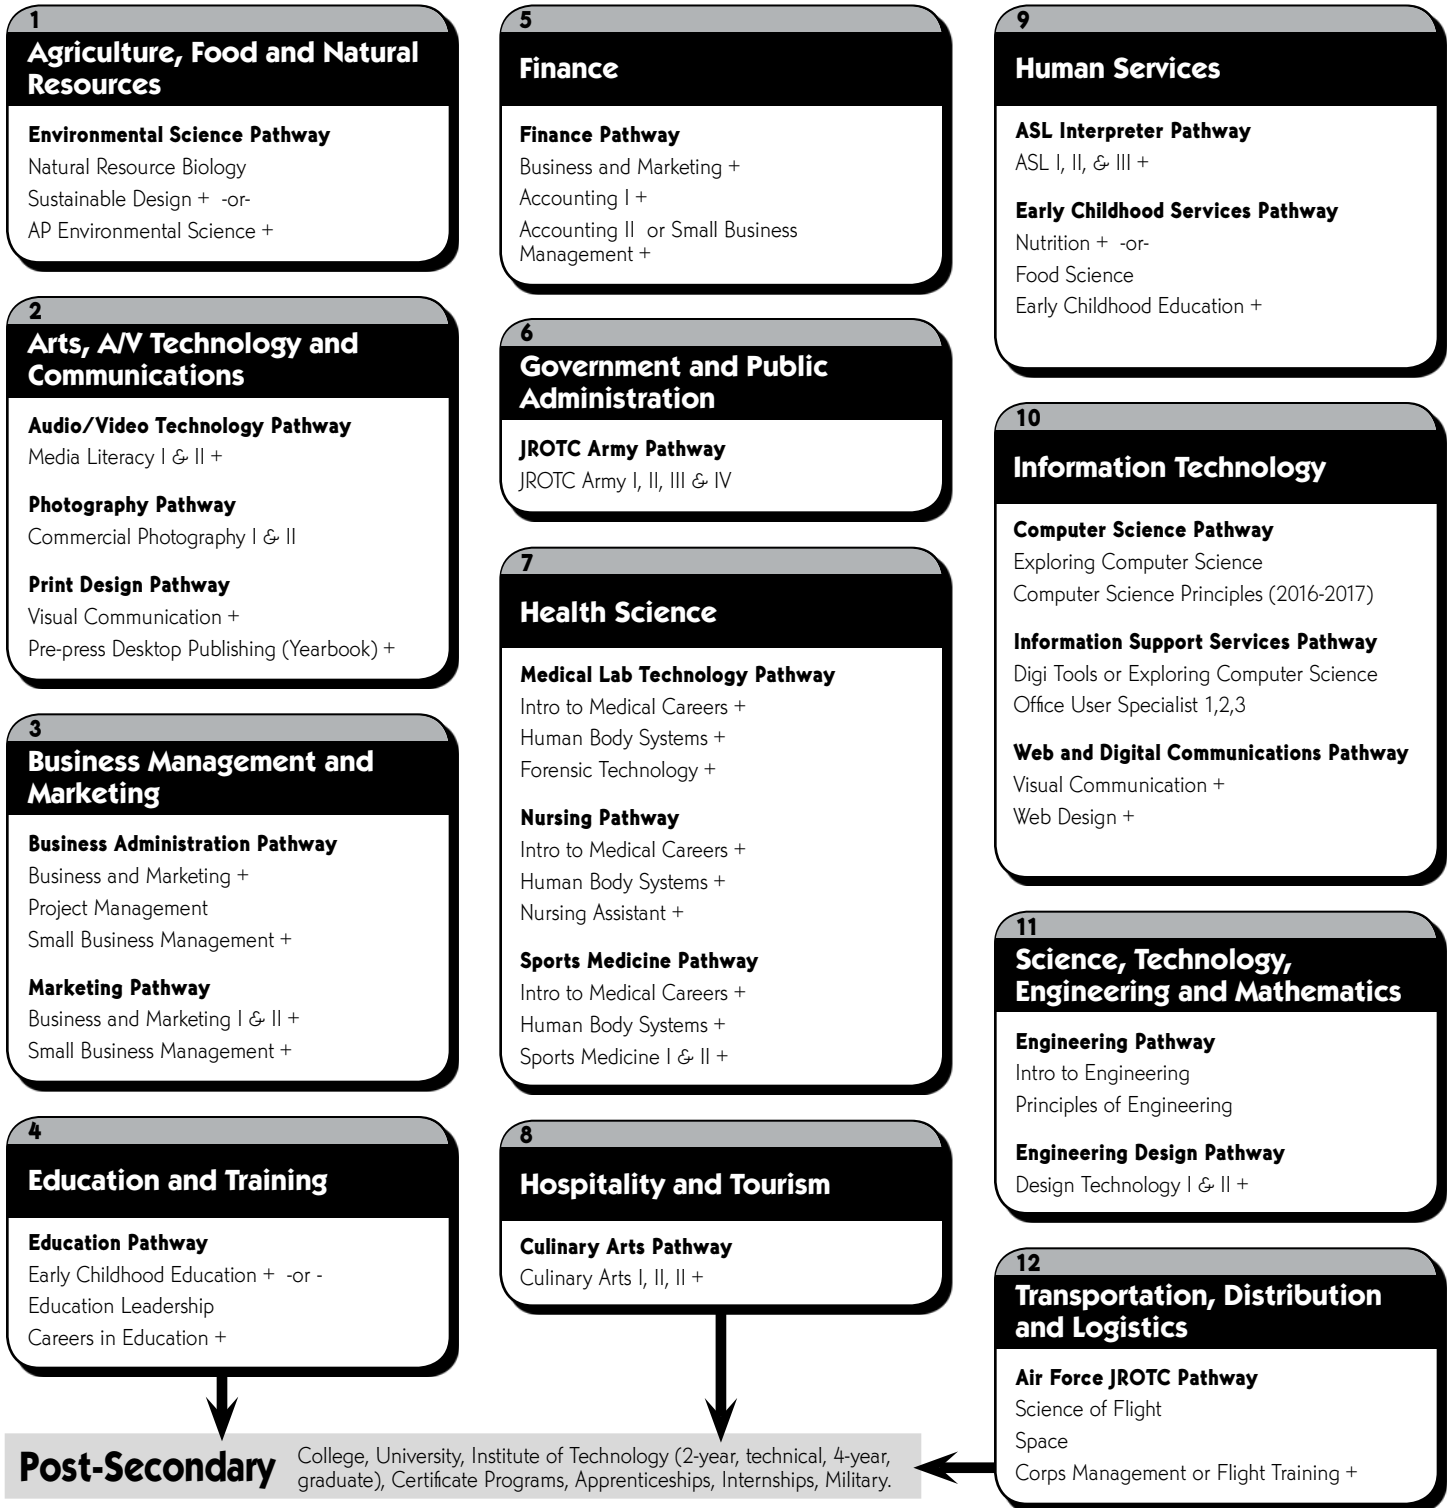 1
Agriculture, Food and Natural
Resources
Environmental Science Pathway
Natural Resource Biology
Sustainable Design + -or-
AP Environmental Science +
2
Arts, A/V Technology and
Communications
Audio/Video Technology Pathway
Media Literacy I & II +
Photography Pathway
Commercial Photography I & II
Print Design Pathway
Visual Communication +
Pre-press Desktop Publishing (Yearbook) +
3
Business Management and
Marketing
Business Administration Pathway
Business and Marketing +
Project Management
Small Business Management +
Marketing Pathway
Business and Marketing I & II +
Small Business Management +
4
Education and Training
Education Pathway
Early Childhood Education + -or -
Education Leadership
Careers in Education +
5
Finance
Finance Pathway
Business and Marketing +
Accounting I +
Accounting II or Small Business
Management +
6
Government and Public
Administration
JROTC Army Pathway
JROTC Army I, II, III & IV
7
Health Science
Medical Lab Technology Pathway
Intro to Medical Careers +
Human Body Systems +
Forensic Technology +
Nursing Pathway
Intro to Medical Careers +
Human Body Systems +
Nursing Assistant +
Sports Medicine Pathway
Intro to Medical Careers +
Human Body Systems +
Sports Medicine I & II +
8
Hospitality and Tourism
Culinary Arts Pathway
Culinary Arts I, II, II +
9
Human Services
ASL Interpreter Pathway
ASL I, II, & III +
Early Childhood Services Pathway
Nutrition + -or-
Food Science
Early Childhood Education +
10
Information Technology
Computer Science Pathway
Exploring Computer Science
Computer Science Principles (2016-2017)
Information Support Services Pathway
Digi Tools or Exploring Computer Science
Office User Specialist 1,2,3
Web and Digital Communications Pathway
Visual Communication +
Web Design +
11
Science, Technology,
Engineering and Mathematics
Engineering Pathway
Intro to Engineering
Principles of Engineering
Engineering Design Pathway
Design Technology I & II +
12
Transportation, Distribution
and Logistics
Air Force JROTC Pathway
Science of Flight
Space
Corps Management or Flight Training +
Post-Secondary
College, University, Institute of Technology (2-year, technical, 4-year,
graduate), Certificate Programs, Apprenticeships, Internships, Military.